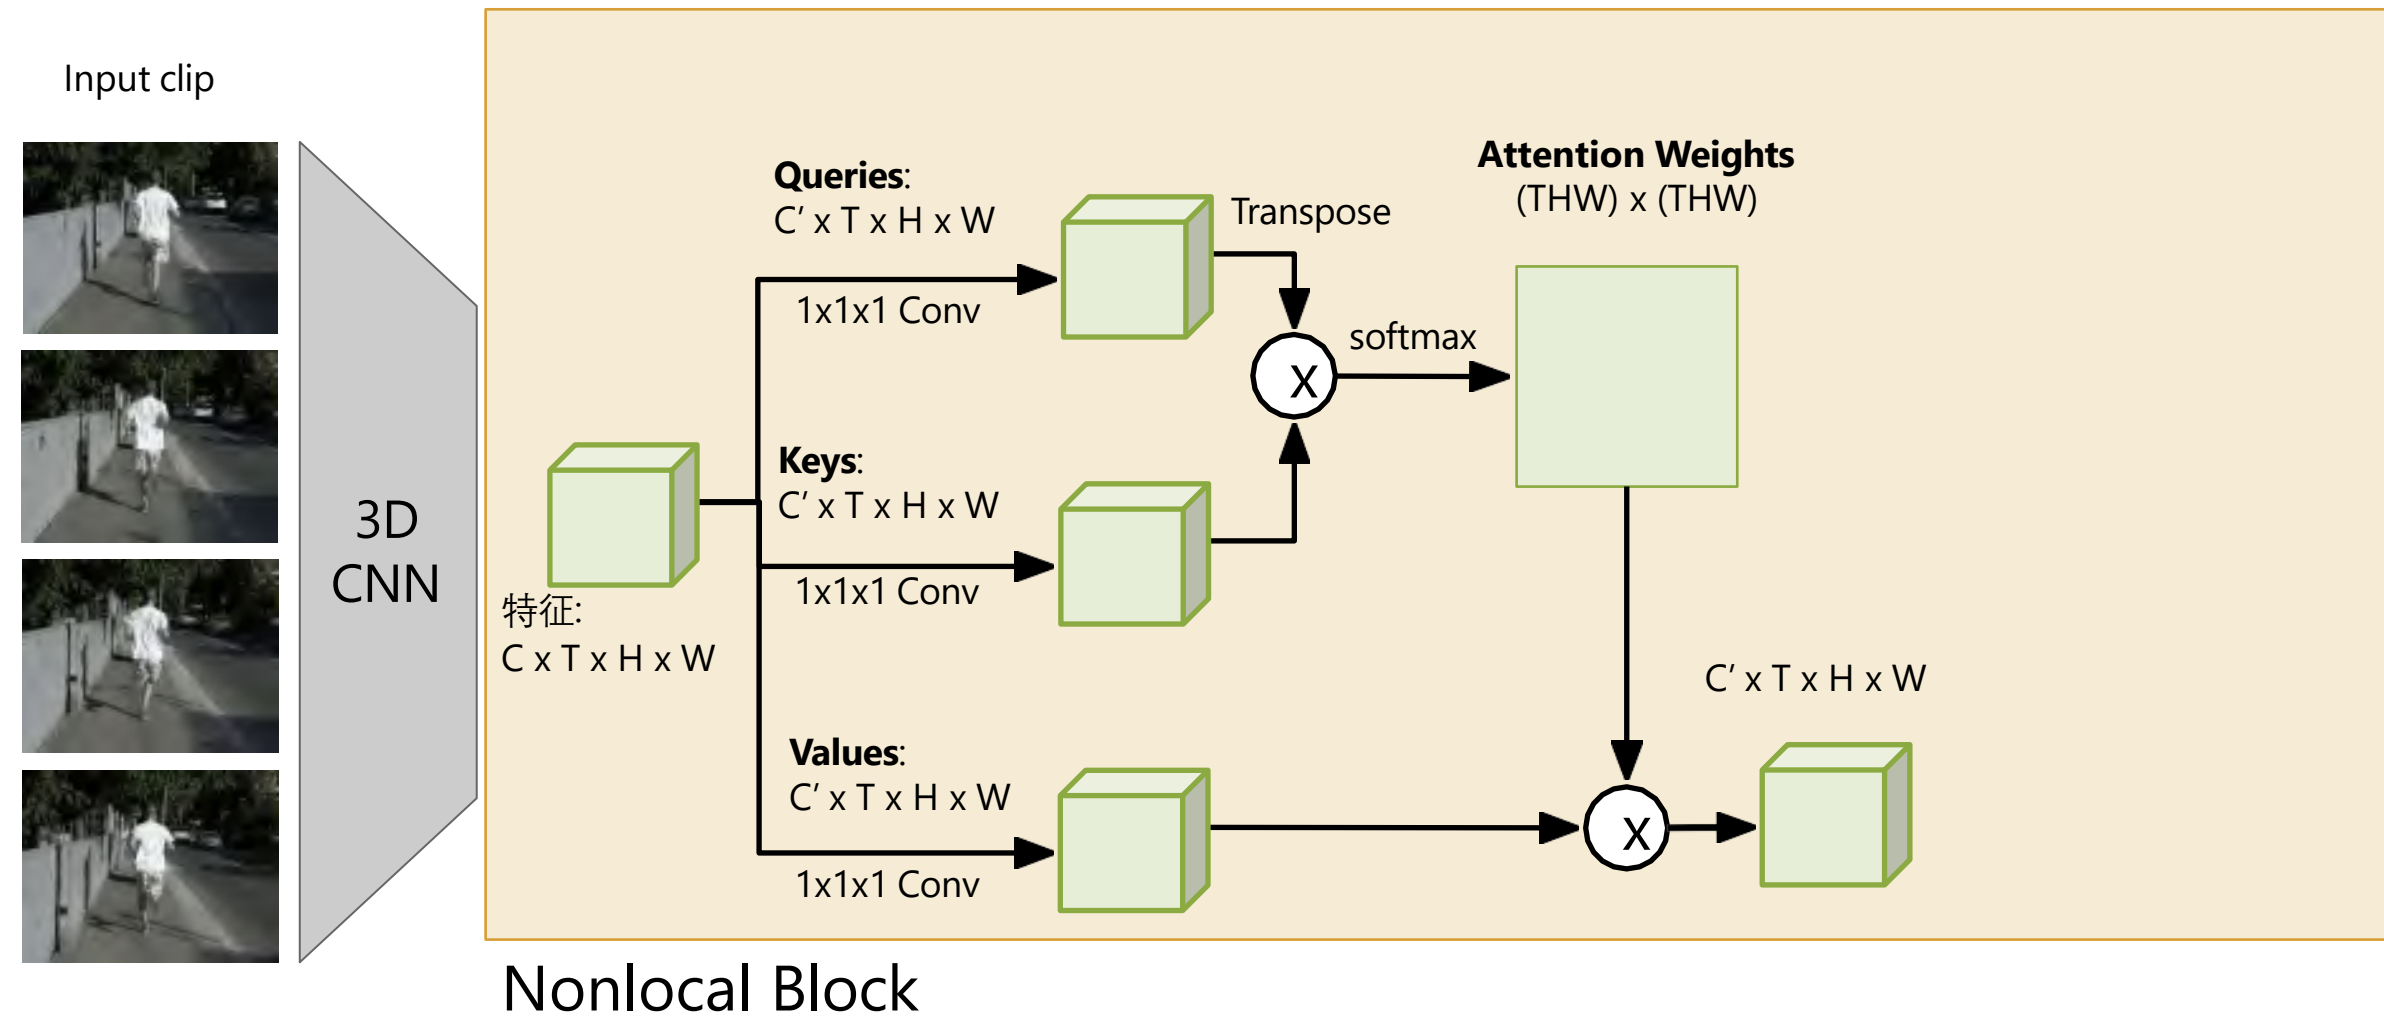 Input clip
3D
CNN
特征:
C x T x H x W
Queries:
C’ x T x H x W
1x1x1 Conv
Keys:
C’ x T x H x W
1x1x1 Conv
Values:
C’ x T x H x W
1x1x1 Conv
Transpose
x
softmax
Attention Weights
(THW) x (THW)
x
C’ x T x H x W
Nonlocal Block